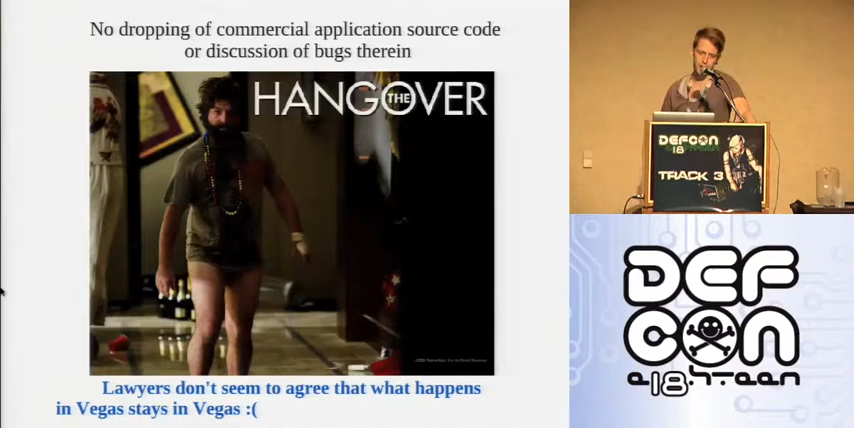 No dropping of commercial application source code
or discussion of bugs therein
THE
HANGOVER
Lawyers don't seem to agree that what happens
in Vegas stays in Vegas :(
DEFCON
18
TRACK 3
DEF
CON
18